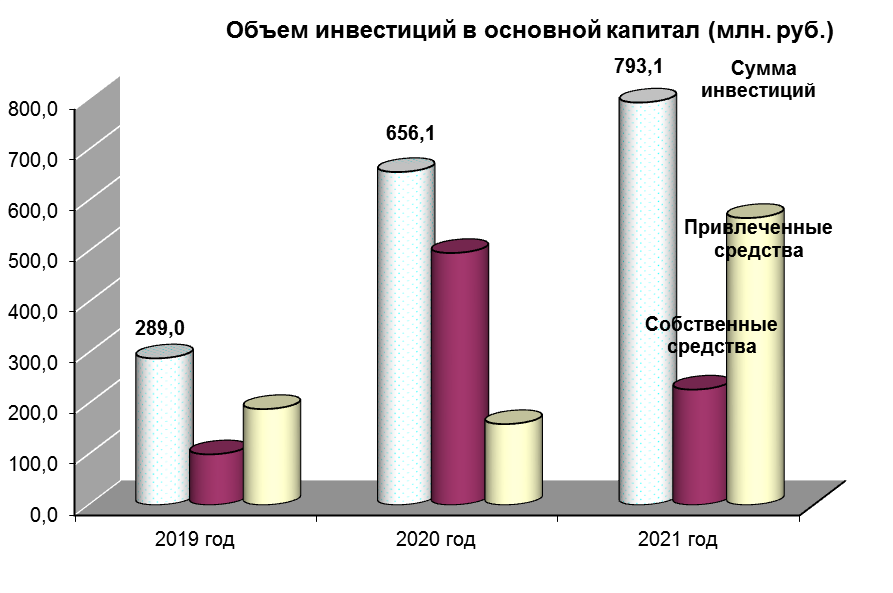 Объем инвестиций в основной капитал (млн. руб.)
793,1
Сумма
инвестиций
800,0
656,1
700,0
600,0
Привлеченные
средства
500,0
400,0
289,0
Собственные
средства
300,0
200,0
100,0
0,0
2019 год
2020 год
2021 год